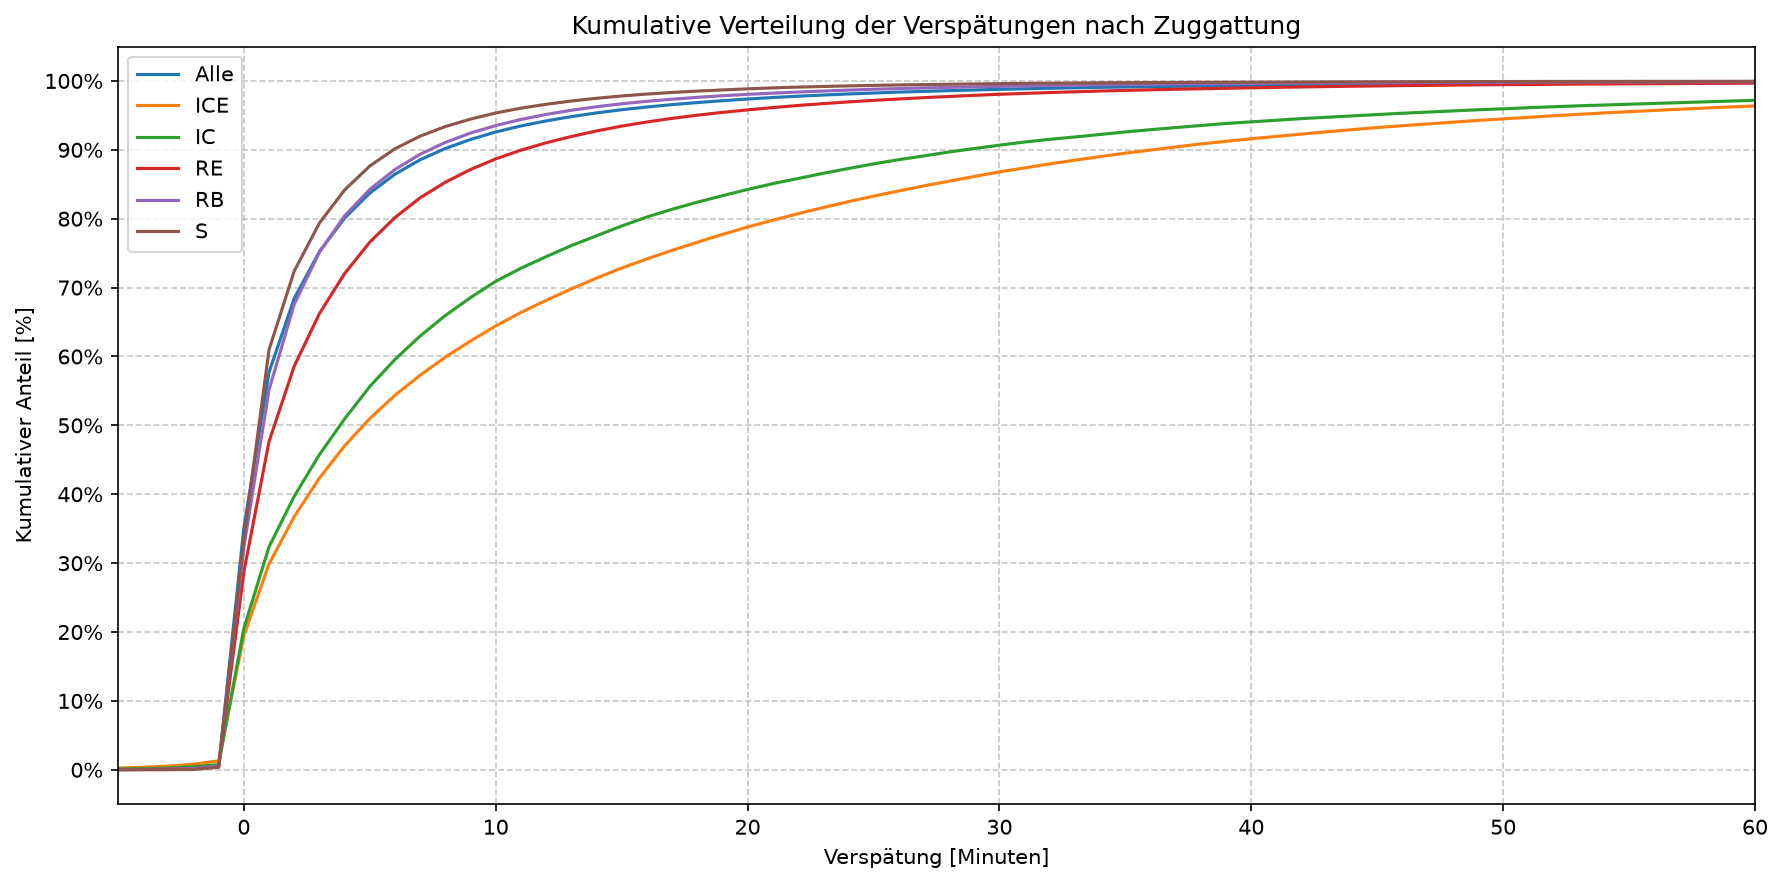 Kumulative Verteilung der Verspätungen nach Zuggattung
Kumulativer Anteil [%]
100%
90%
80%
70%
60%
50%
40%
30%
20%
10%
0%
Alle
ICE
IC
RE
RB
S
0 10 20 30 40 50 60
Verspätung [Minuten]